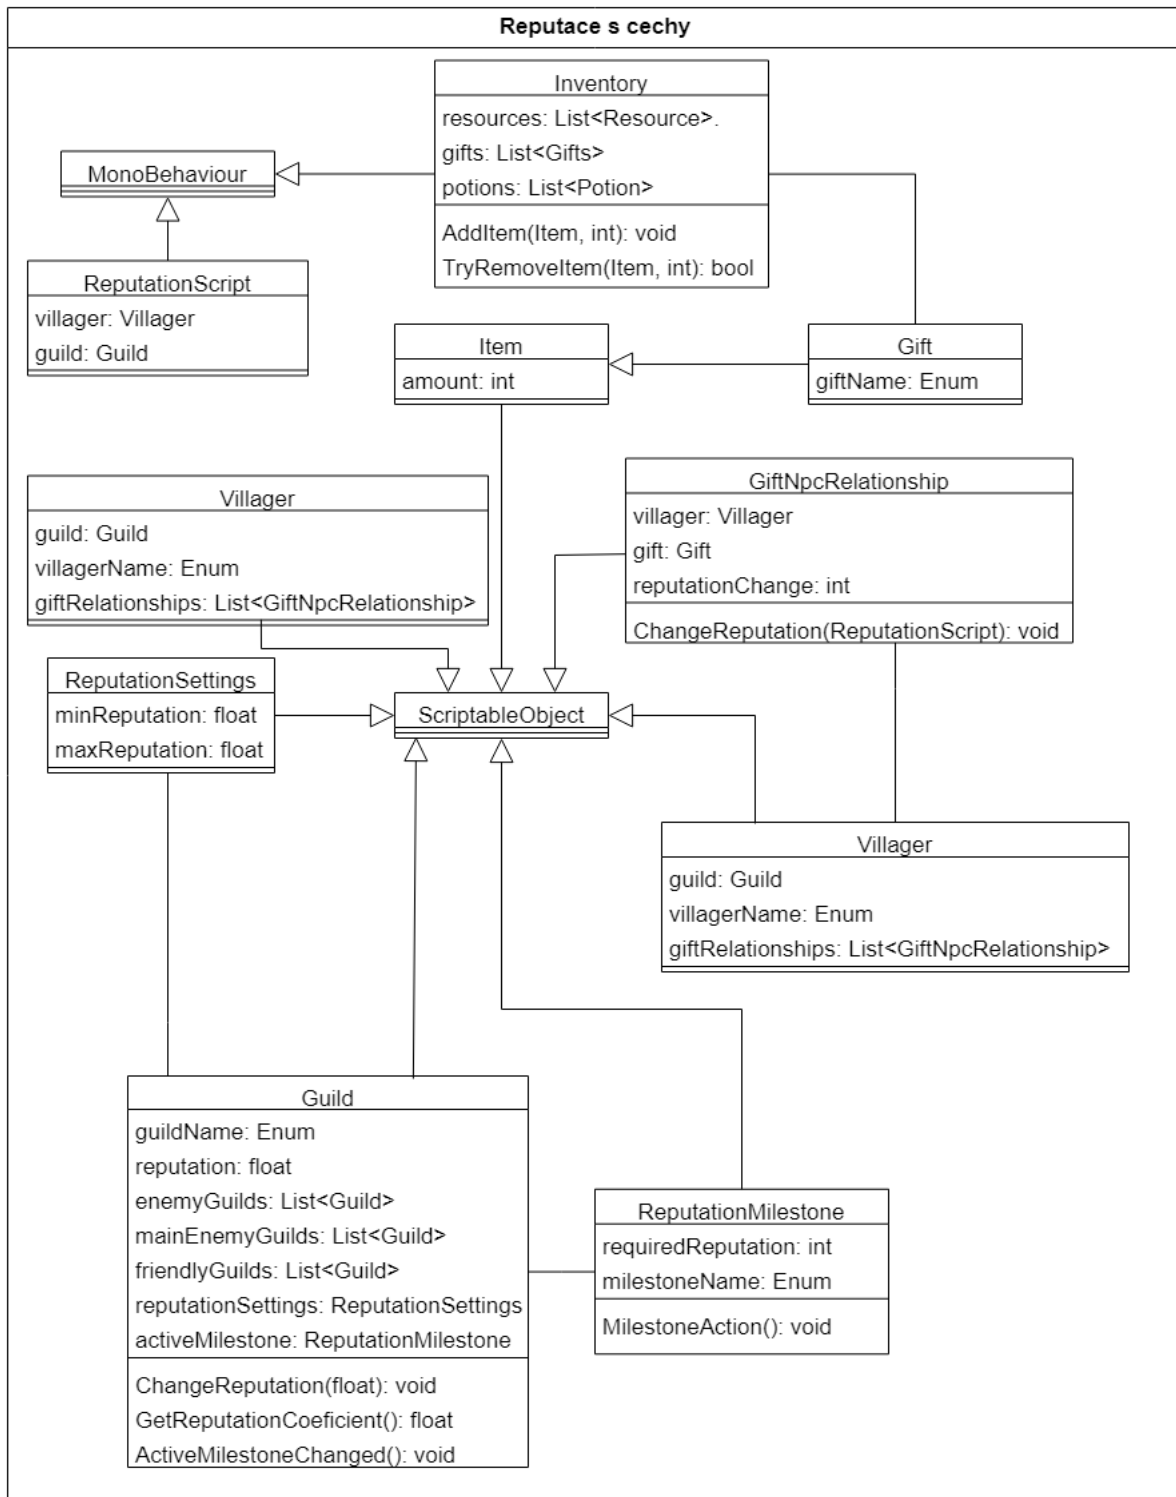 Reputace s cechy
Inventory
resources: List<Resource>.
gifts: List<Gifts>
potions: List<Potion>
AddItem(Item, int): void
TryRemoveItem(Item, int): bool
MonoBehaviour
ReputationScript
villager: Villager
guild: Guild
Item
amount: int
Gift
giftName: Enum
Villager
guild: Guild
villagerName: Enum
giftRelationships: List<GiftNpcRelationship>
GiftNpcRelationship
villager: Villager
gift: Gift
reputationChange: int
ChangeReputation(ReputationScript): void
ReputationSettings
minReputation: float
maxReputation: float
ScriptableObject
Villager
guild: Guild
villagerName: Enum
giftRelationships: List<GiftNpcRelationship>
Guild
guildName: Enum
reputation: float
enemyGuilds: List<Guild>
mainEnemyGuilds: List<Guild>
friendlyGuilds: List<Guild>
reputationSettings: ReputationSettings
activeMilestone: ReputationMilestone
ChangeReputation(float): void
GetReputationCoeficient(): float
ActiveMilestoneChanged(): void
ReputationMilestone
requiredReputation: int
milestoneName: Enum
MilestoneAction(): void